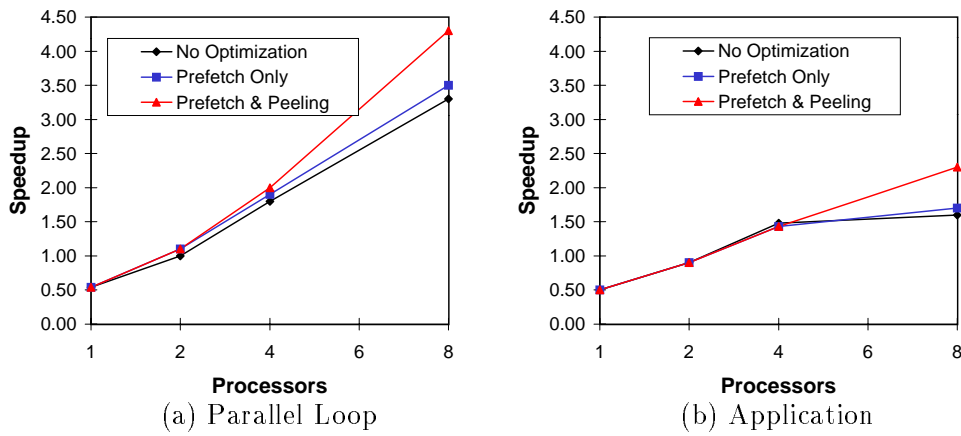 4.50
4.00
3.50
3.00
2.50
2.00
1.50
1.00
0.50
0.00
Speedup
No Optimization
Prefetch Only
Prefetch & Peeling
1 2 4 6 8
Processors
(a) Parallel Loop
4.50
4.00
3.50
3.00
2.50
2.00
1.50
1.00
0.50
0.00
Speedup
No Optimization
Prefetch Only
Prefetch & Peeling
1 2 4 6 8
Processors
(b) Application